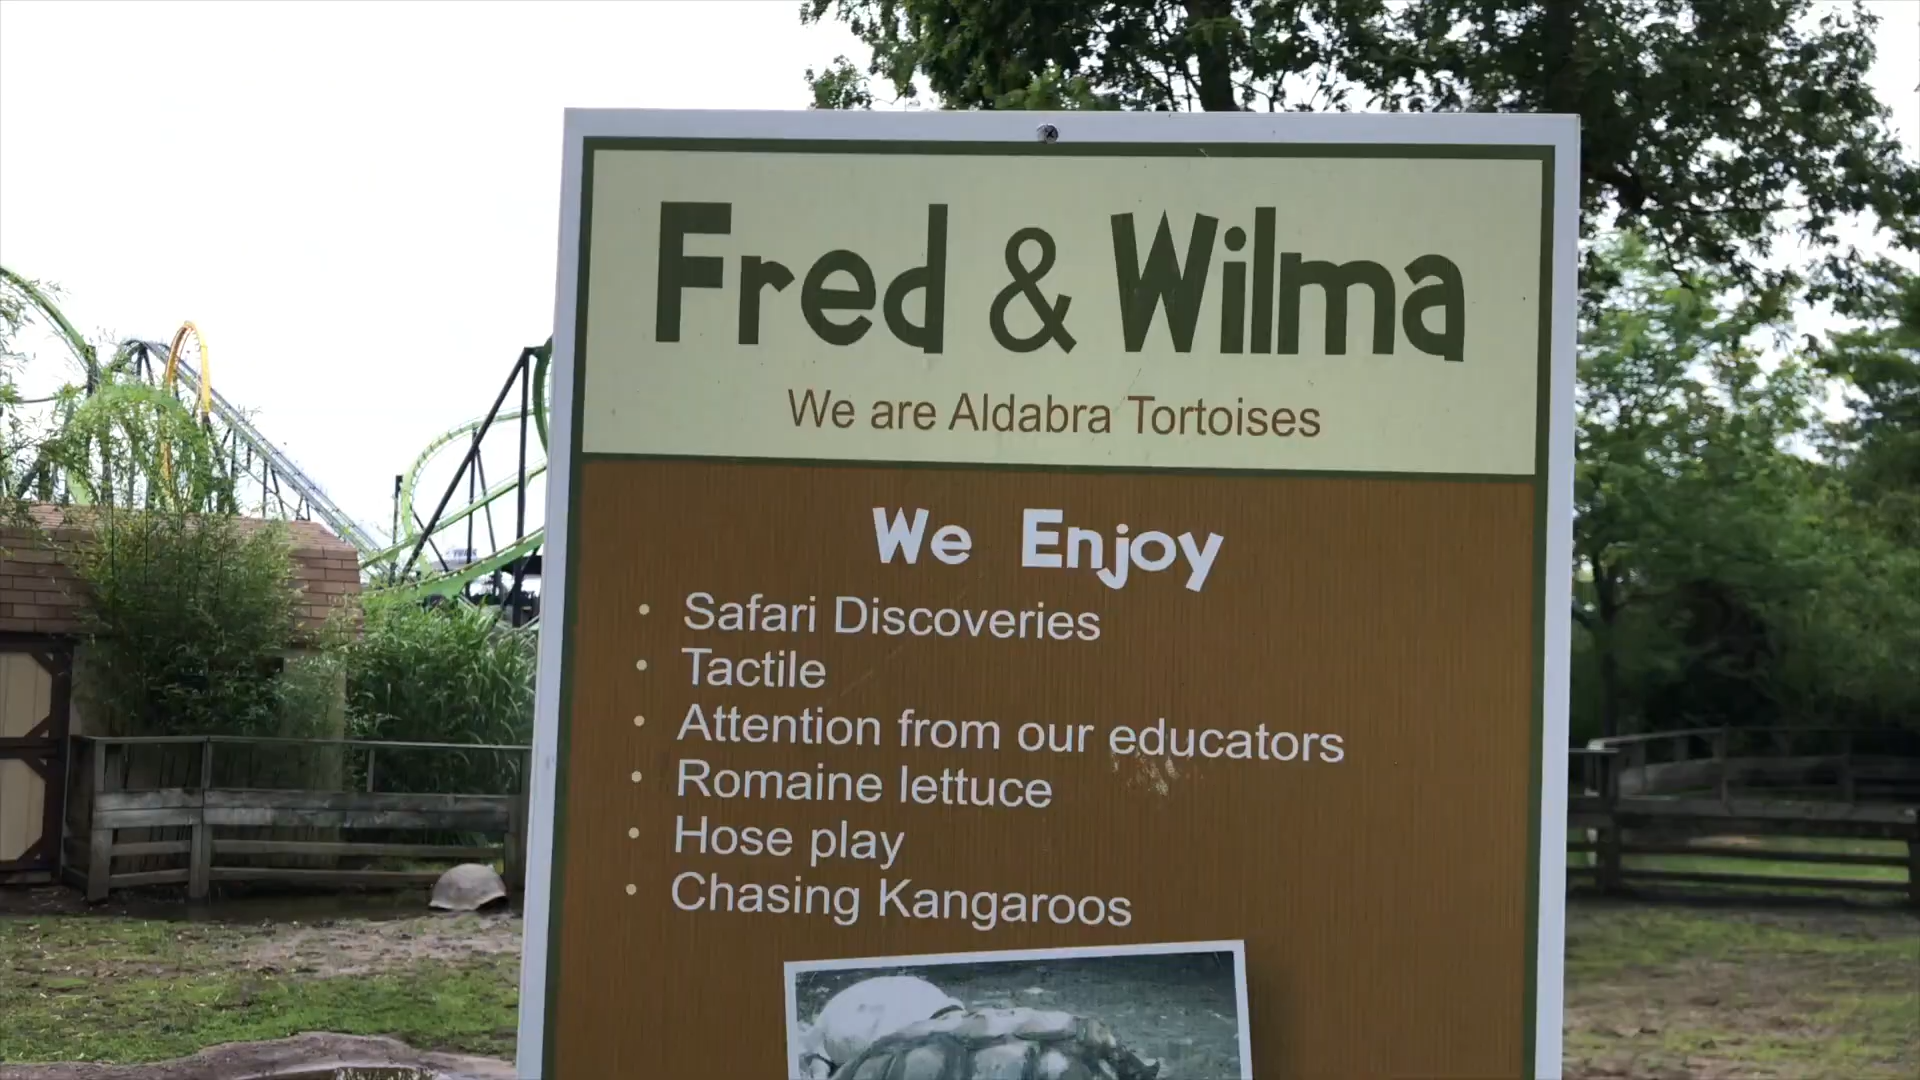 Fred & Wilma
We are Aldabra Tortoises
We Enjoy
• Safari Discoveries
• Tactile
• Attention from our educators
• Romaine lettuce
• Hose play
• Chasing Kangaroos